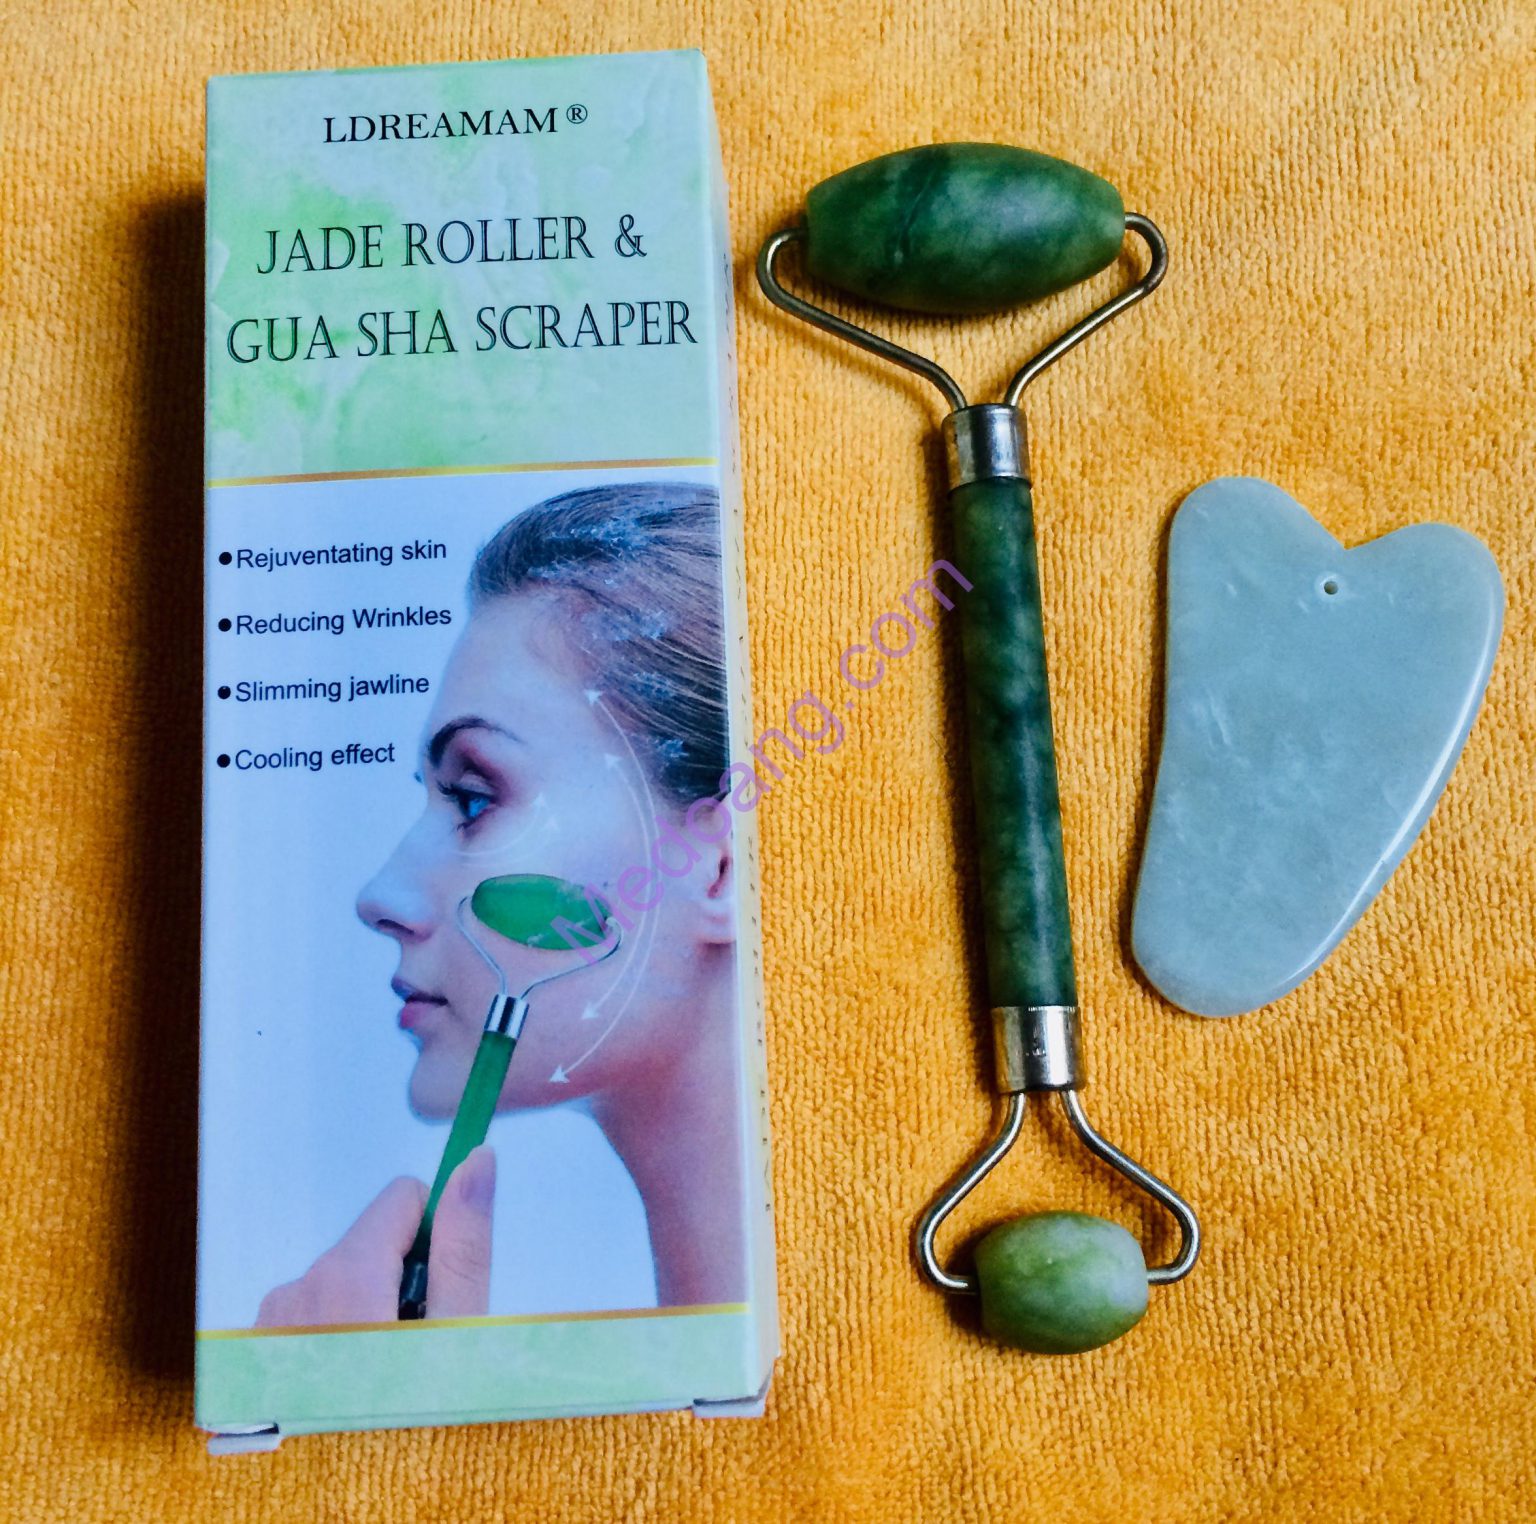 LDREAMAM®
JADE ROLLER &
GUA SHA SCRAPER
●Rejuventating skin
●Reducing Wrinkles
●Slimming jawline
●Cooling effect
Medoang.com